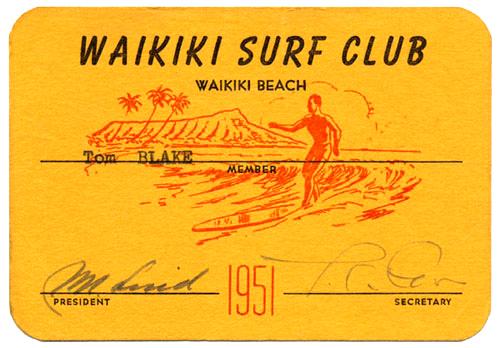 WAIKIKI SURF CLUB
WAIKIKI BEACH
Tom BLAKE
MEMBER
1951
PRESIDENT
SECRETARY